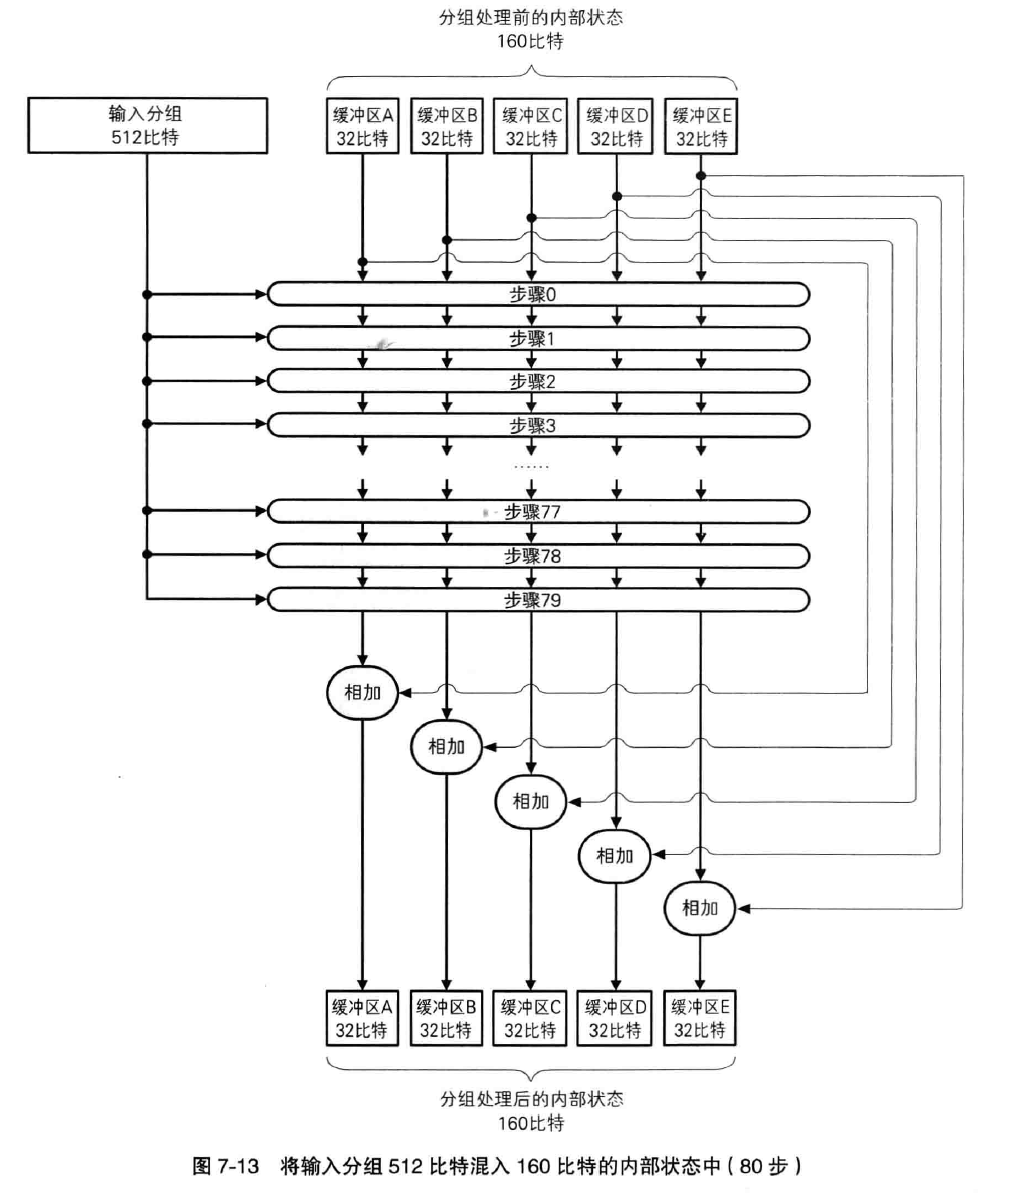 分组处理前的内部状态
160比特
输入分组
512比特
缓冲区A
32比特
缓冲区B
32比特
缓冲区C
32比特
缓冲区D
32比特
缓冲区E
32比特
步骤0
步骤1
步骤2
步骤3
……
步骤77
步骤78
步骤79
相加
相加
相加
相加
相加
缓冲区A
32比特
缓冲区B
32比特
缓冲区C
32比特
缓冲区D
32比特
缓冲区E
32比特
分组处理后的内部状态
160比特
图 7-13 将输入分组 512 比特混入 160 比特的内部状态中（80 步）